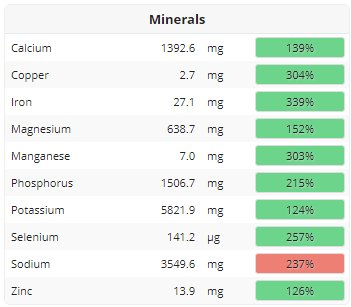 Minerals
Calcium 1392.6 mg 139%
Copper 2.7 mg 304%
Iron 27.1 mg 339%
Magnesium 638.7 mg 152%
Manganese 7.0 mg 303%
Phosphorus 1506.7 mg 215%
Potassium 5821.9 mg 124%
Selenium 141.2 µg 257%
Sodium 3549.6 mg 237%
Zinc 13.9 mg 126%